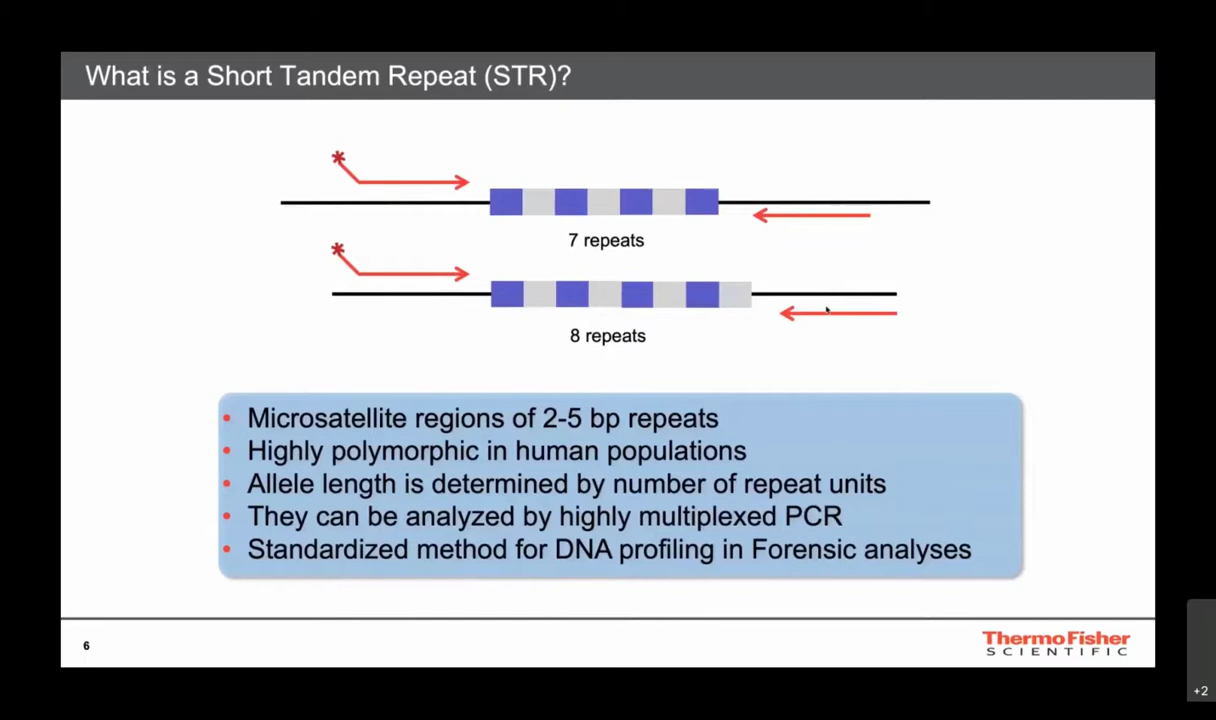 What is a Short Tandem Repeat (STR)?
*
7 repeats
*
8 repeats
• Microsatellite regions of 2-5 bp repeats
• Highly polymorphic in human populations
• Allele length is determined by number of repeat units
• They can be analyzed by highly multiplexed PCR
• Standardized method for DNA profiling in Forensic analyses
6
ThermoFisher
SCIENTIFIC
+2